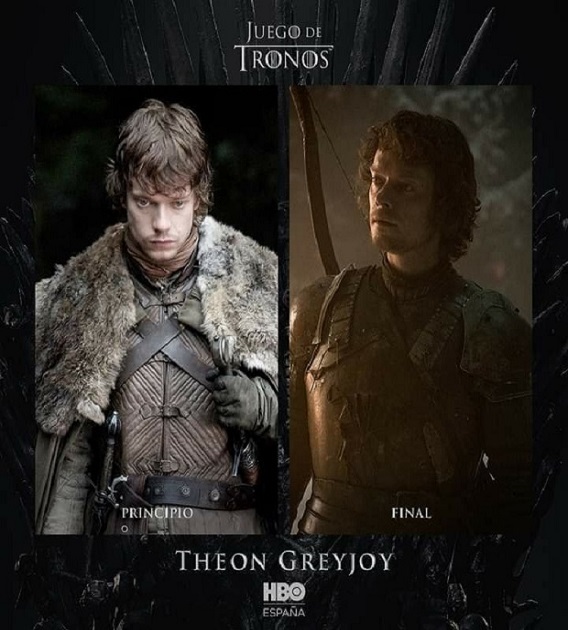 JUEGO DE
TRONOS
PRINCIPIO
FINAL
THEON GREYJOY
HBO
ESPAÑA